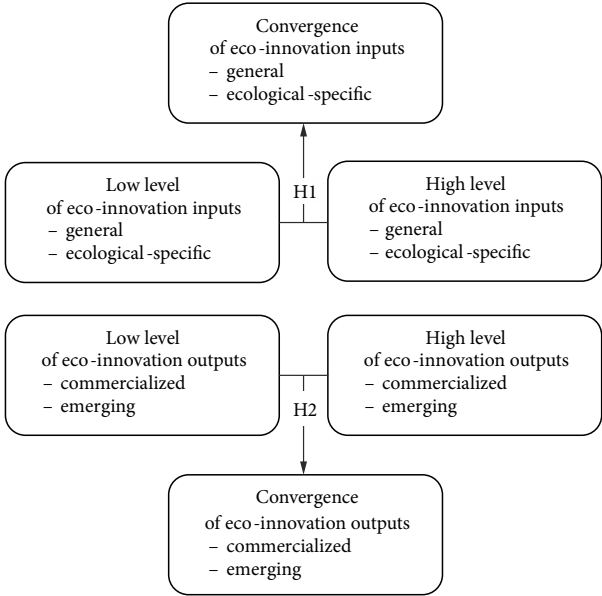 Convergence
of eco-innovation inputs
– general
– ecological-specific
H1
Low level
of eco-innovation inputs
– general
– ecological-specific
High level
of eco-innovation inputs
– general
– ecological-specific
Low level
of eco-innovation outputs
– commercialized
– emerging
High level
of eco-innovation outputs
– commercialized
– emerging
H2
Convergence
of eco-innovation outputs
– commercialized
– emerging